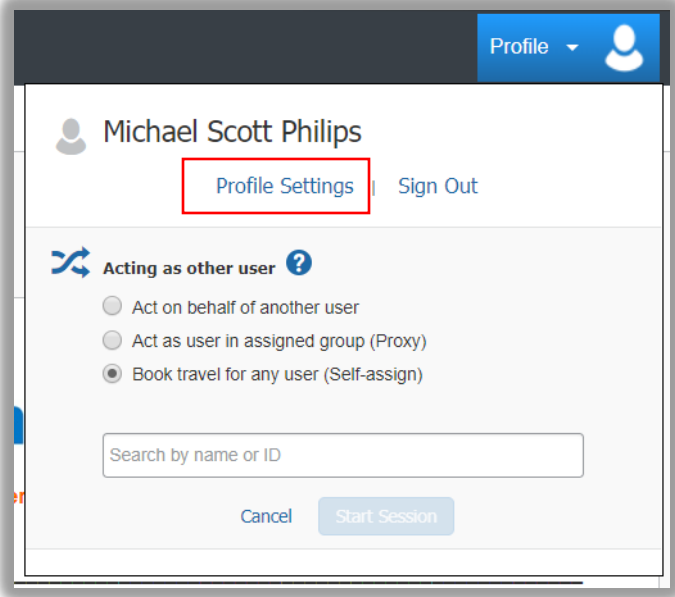 Profile
Michael Scott Philips
Profile Settings | Sign Out
Acting as other user ?
Act on behalf of another user
Act as user in assigned group (Proxy)
Book travel for any user (Self-assign)
Search by name or ID
Cancel Start Session